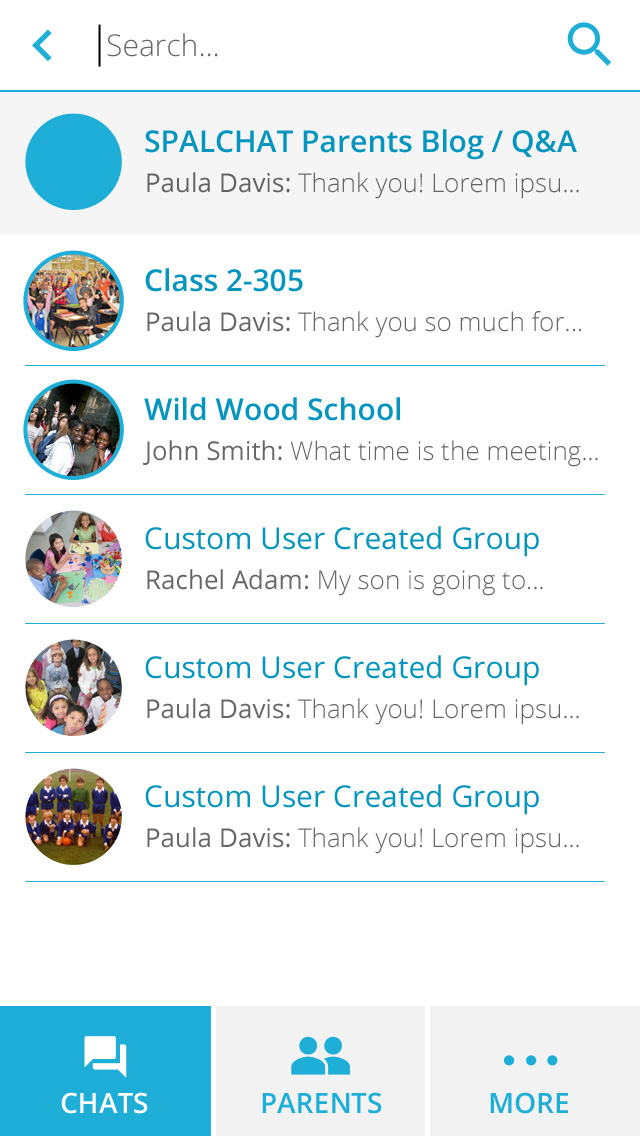 Search...
SPALCHAT Parents Blog / Q&A
Paula Davis: Thank you! Lorem ipsu...
Class 2-305
Paula Davis: Thank you so much for...
Wild Wood School
John Smith: What time is the meeting...
Custom User Created Group
Rachel Adam: My son is going to...
Custom User Created Group
Paula Davis: Thank you! Lorem ipsu...
Custom User Created Group
Paula Davis: Thank you! Lorem ipsu...
CHATS PARENTS MORE